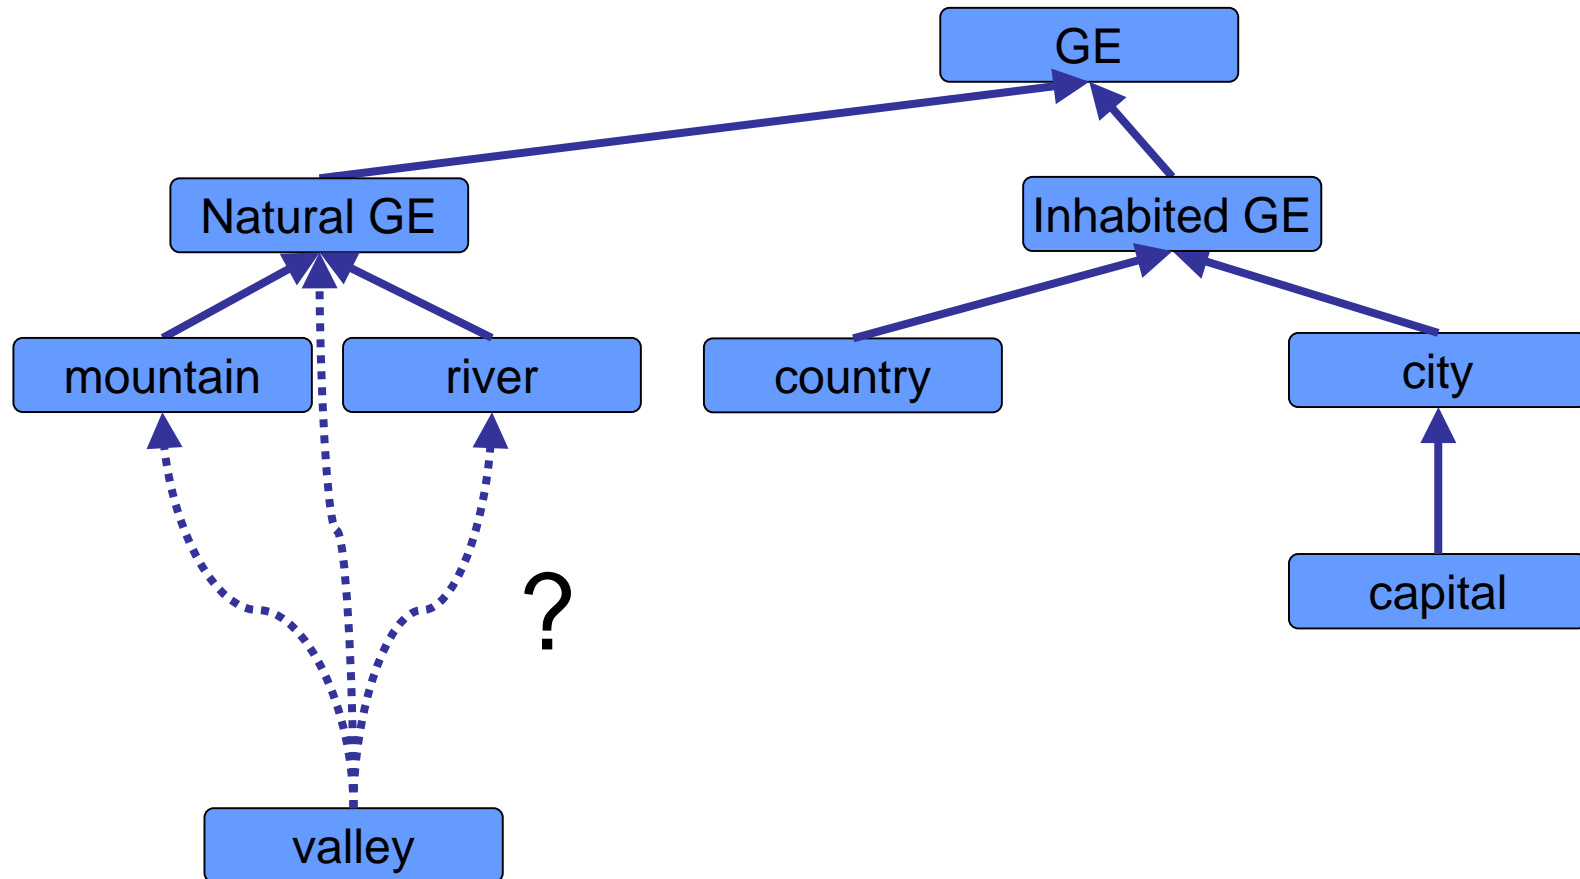 GE
Natural GE
Inhabited GE
mountain
river
country
city
?
capital
valley